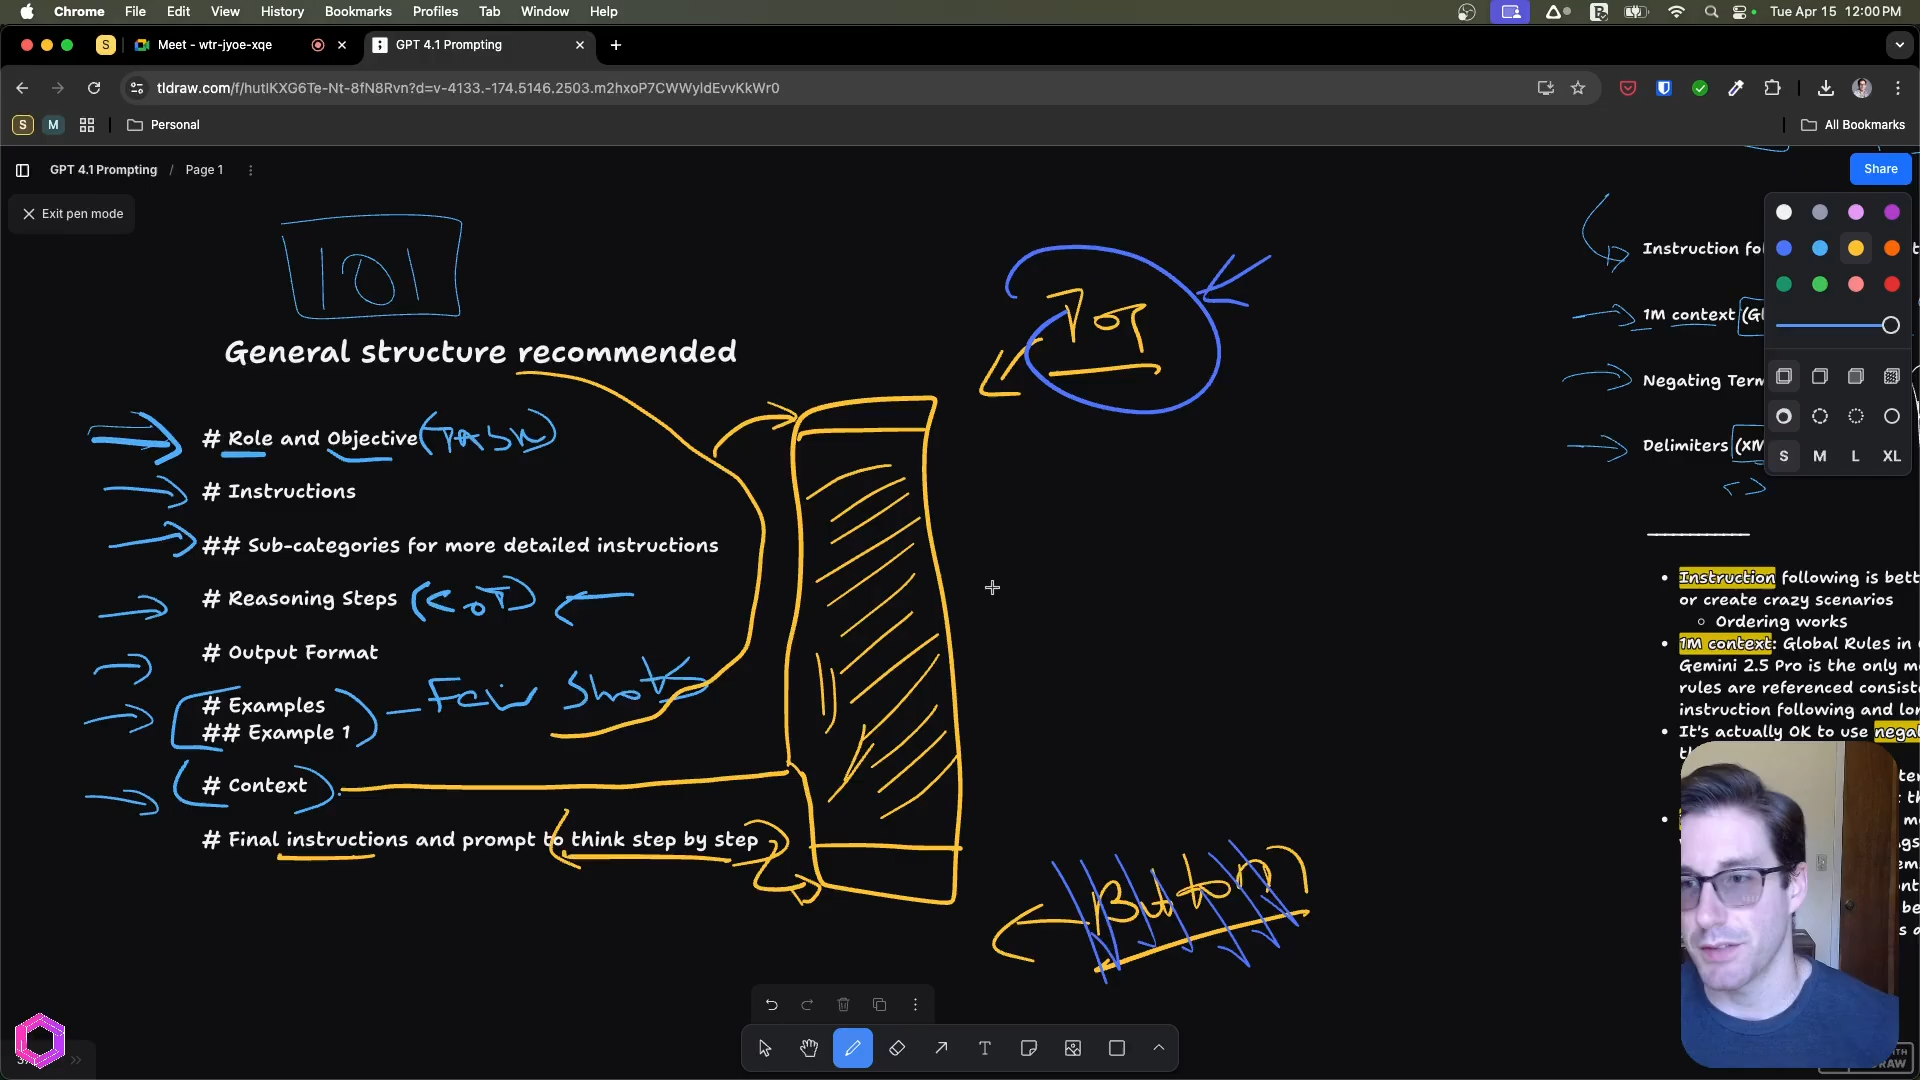 Chrome File Edit View History Bookmarks Profiles Tab Window Help
Tue Apr 15 12:00 PM
S Meet - wtr-jyoe-xqe
GPT 4.1 Prompting
tldraw.com/f/hutIKXG6Te-Nt-8fN8Rvn?d=v-4133.-174.5146.2503.m2hxoP7CWWyldEvvKkWr0
S M Personal
All Bookmarks
GPT 4.1 Prompting / Page 1
Share
Exit pen mode
101
General structure recommended
# Role and Objective (TASK)
# Instructions
## Sub-categories for more detailed instructions
# Reasoning Steps (COT)
# Output Format
# Examples
## Example 1
Few Shot
# Context
# Final instructions and prompt to think step by step
Top
Bottom
Instruction fo
1M context (Gl
Negating Term
Delimiters (XM
<>
S M L XL
Instruction following is bett
or create crazy scenarios
Ordering works
1M context: Global Rules in
Gemini 2.5 Pro is the only m
rules are referenced consist
instruction following and lon
It's actually OK to use nega